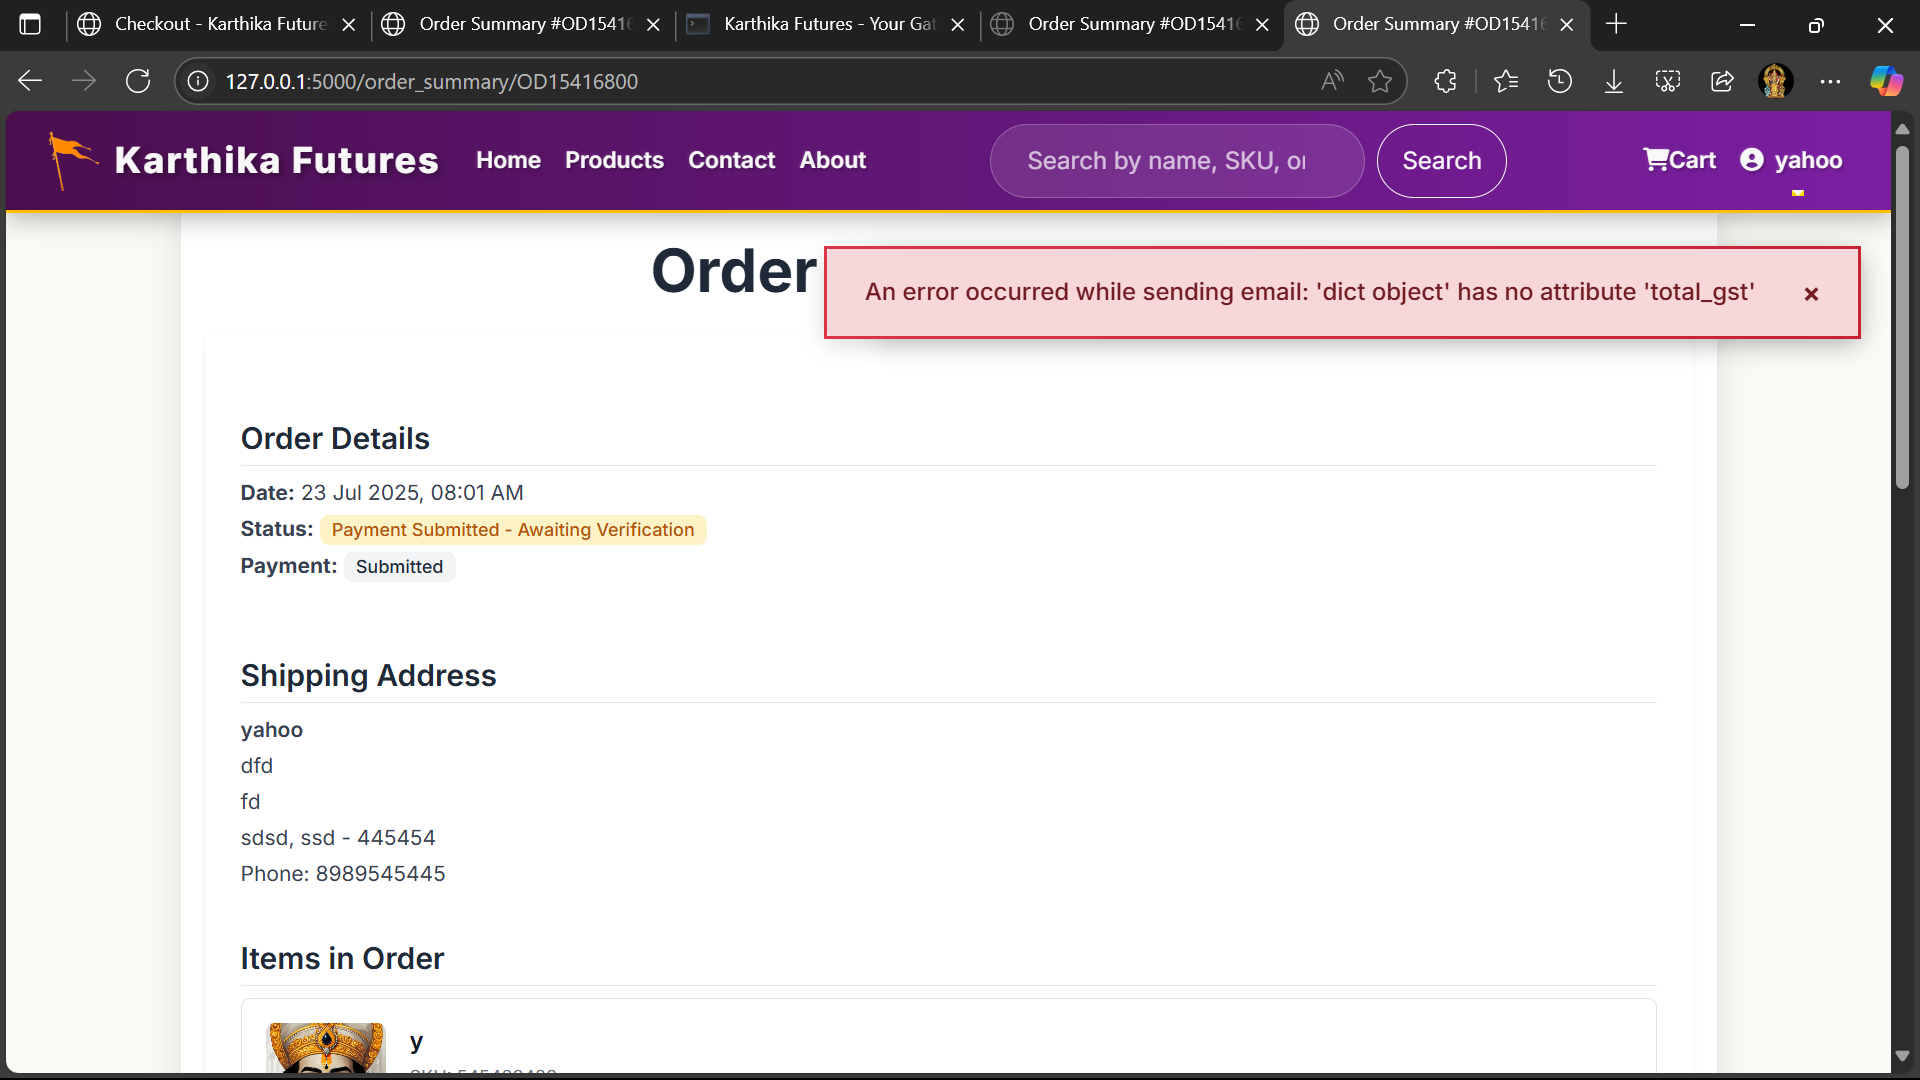 Checkout - Karthika Future
Order Summary #OD15416
Karthika Futures - Your Gat
Order Summary #OD15416
Order Summary #OD15416
127.0.0.1:5000/order_summary/OD15416800
Karthika Futures
Home
Products
Contact
About
Search by name, SKU, or
Search
Cart
yahoo
Order
An error occurred while sending email: 'dict object' has no attribute 'total_gst'
Order Details
Date: 23 Jul 2025, 08:01 AM
Status: Payment Submitted - Awaiting Verification
Payment: Submitted
Shipping Address
yahoo
dfd
fd
sdsd, ssd - 445454
Phone: 8989545445
Items in Order
y